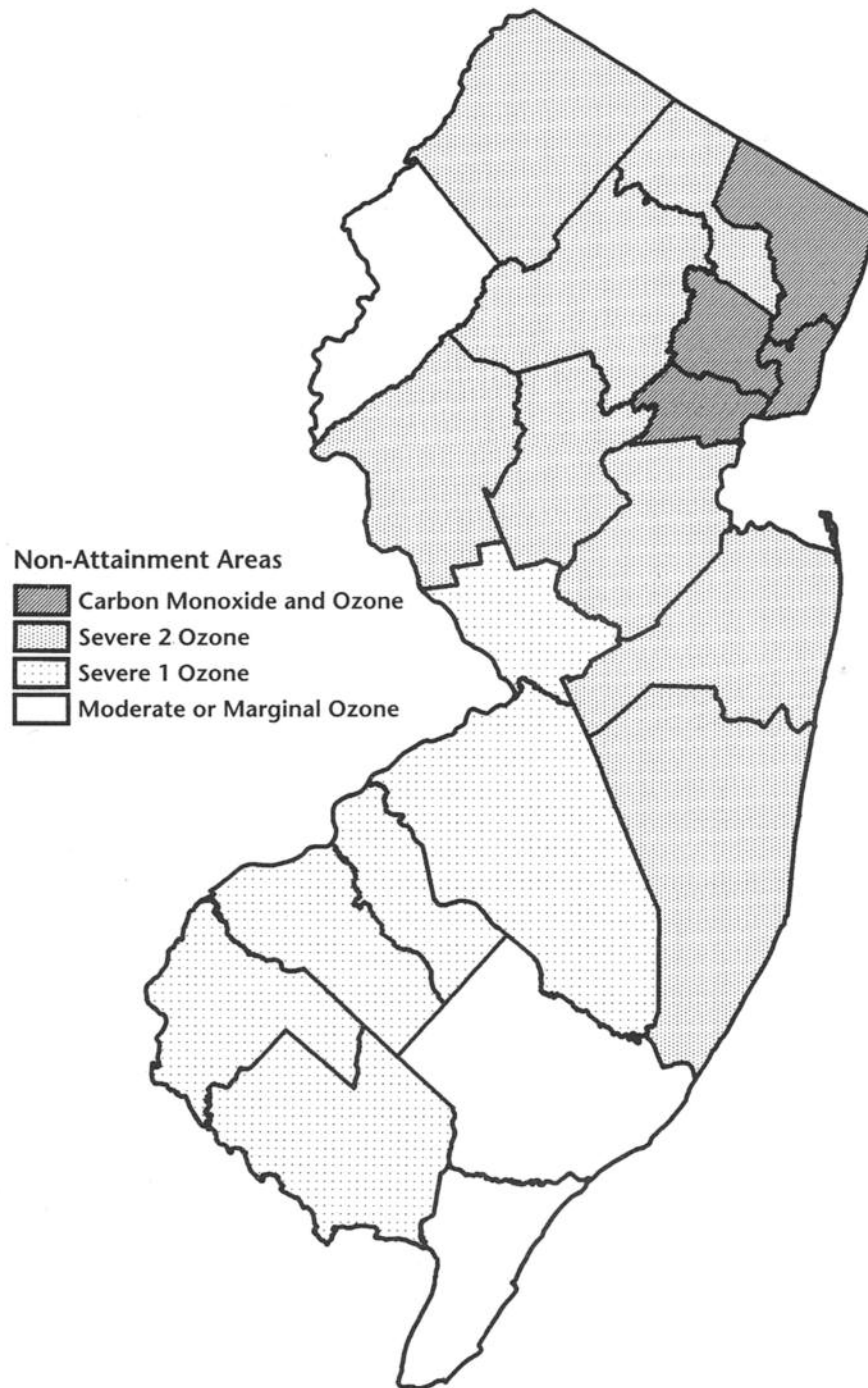 Non-Attainment Areas
Carbon Monoxide and Ozone
Severe 2 Ozone
Severe 1 Ozone
Moderate or Marginal Ozone